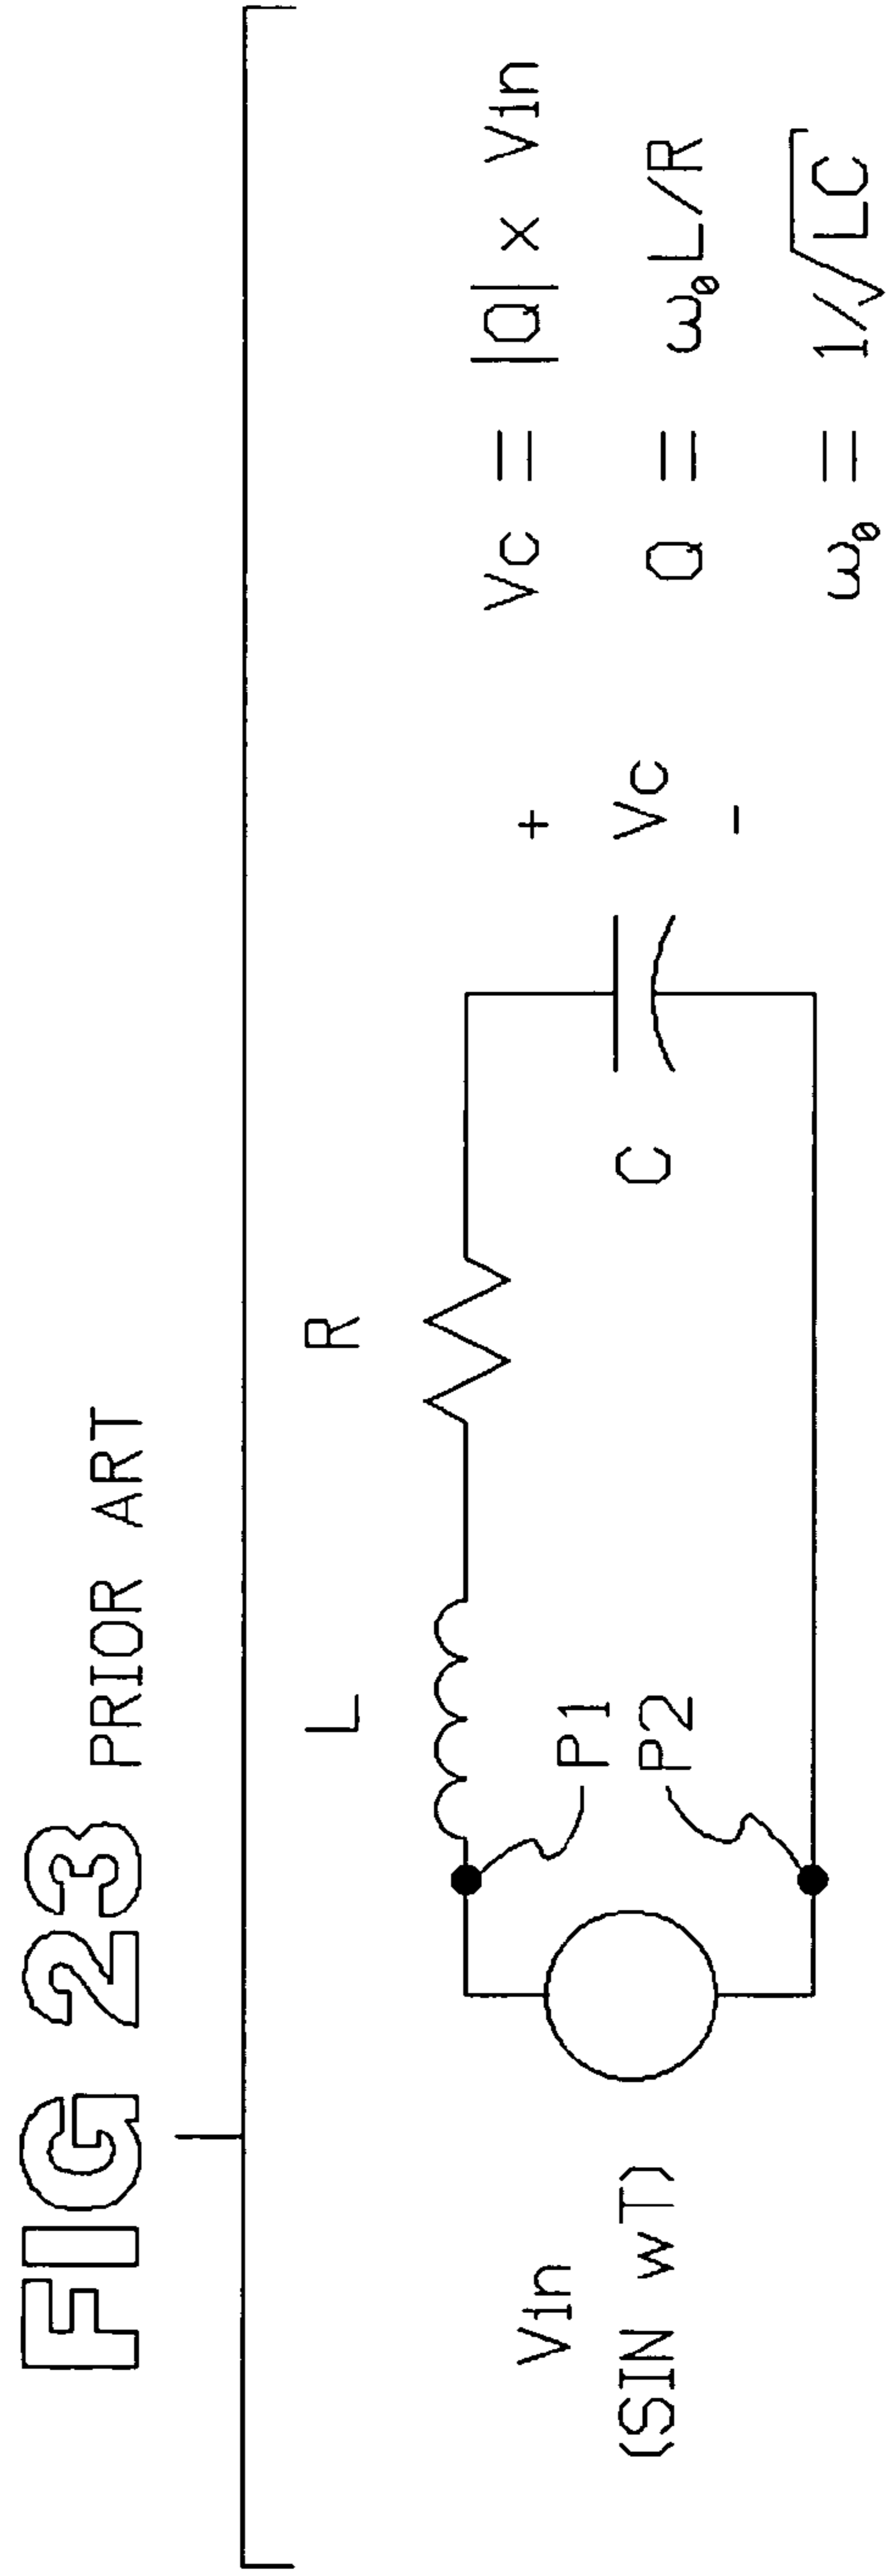 FIG 23 PRIOR ART
L
R
Vin
(SIN wT)
P1
P2
C
+
Vc
-
Vc = |Q| x Vin
Q = ω₀L/R
ω₀ = 1/√LC